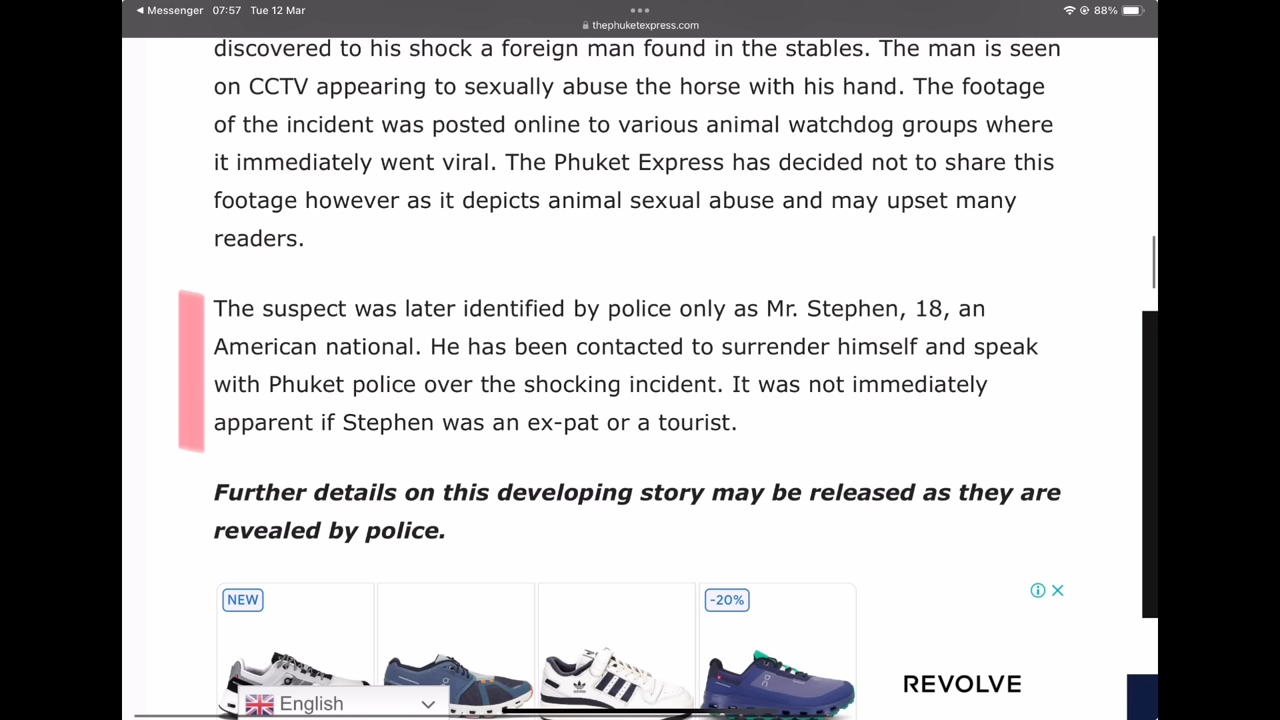 Messenger 07:57 Tue 12 Mar
88%
thephuketexpress.com
discovered to his shock a foreign man found in the stables. The man is seen
on CCTV appearing to sexually abuse the horse with his hand. The footage
of the incident was posted online to various animal watchdog groups where
it immediately went viral. The Phuket Express has decided not to share this
footage however as it depicts animal sexual abuse and may upset many
readers.
The suspect was later identified by police only as Mr. Stephen, 18, an
American national. He has been contacted to surrender himself and speak
with Phuket police over the shocking incident. It was not immediately
apparent if Stephen was an ex-pat or a tourist.
Further details on this developing story may be released as they are
revealed by police.
NEW
-20%
REVOLVE
English